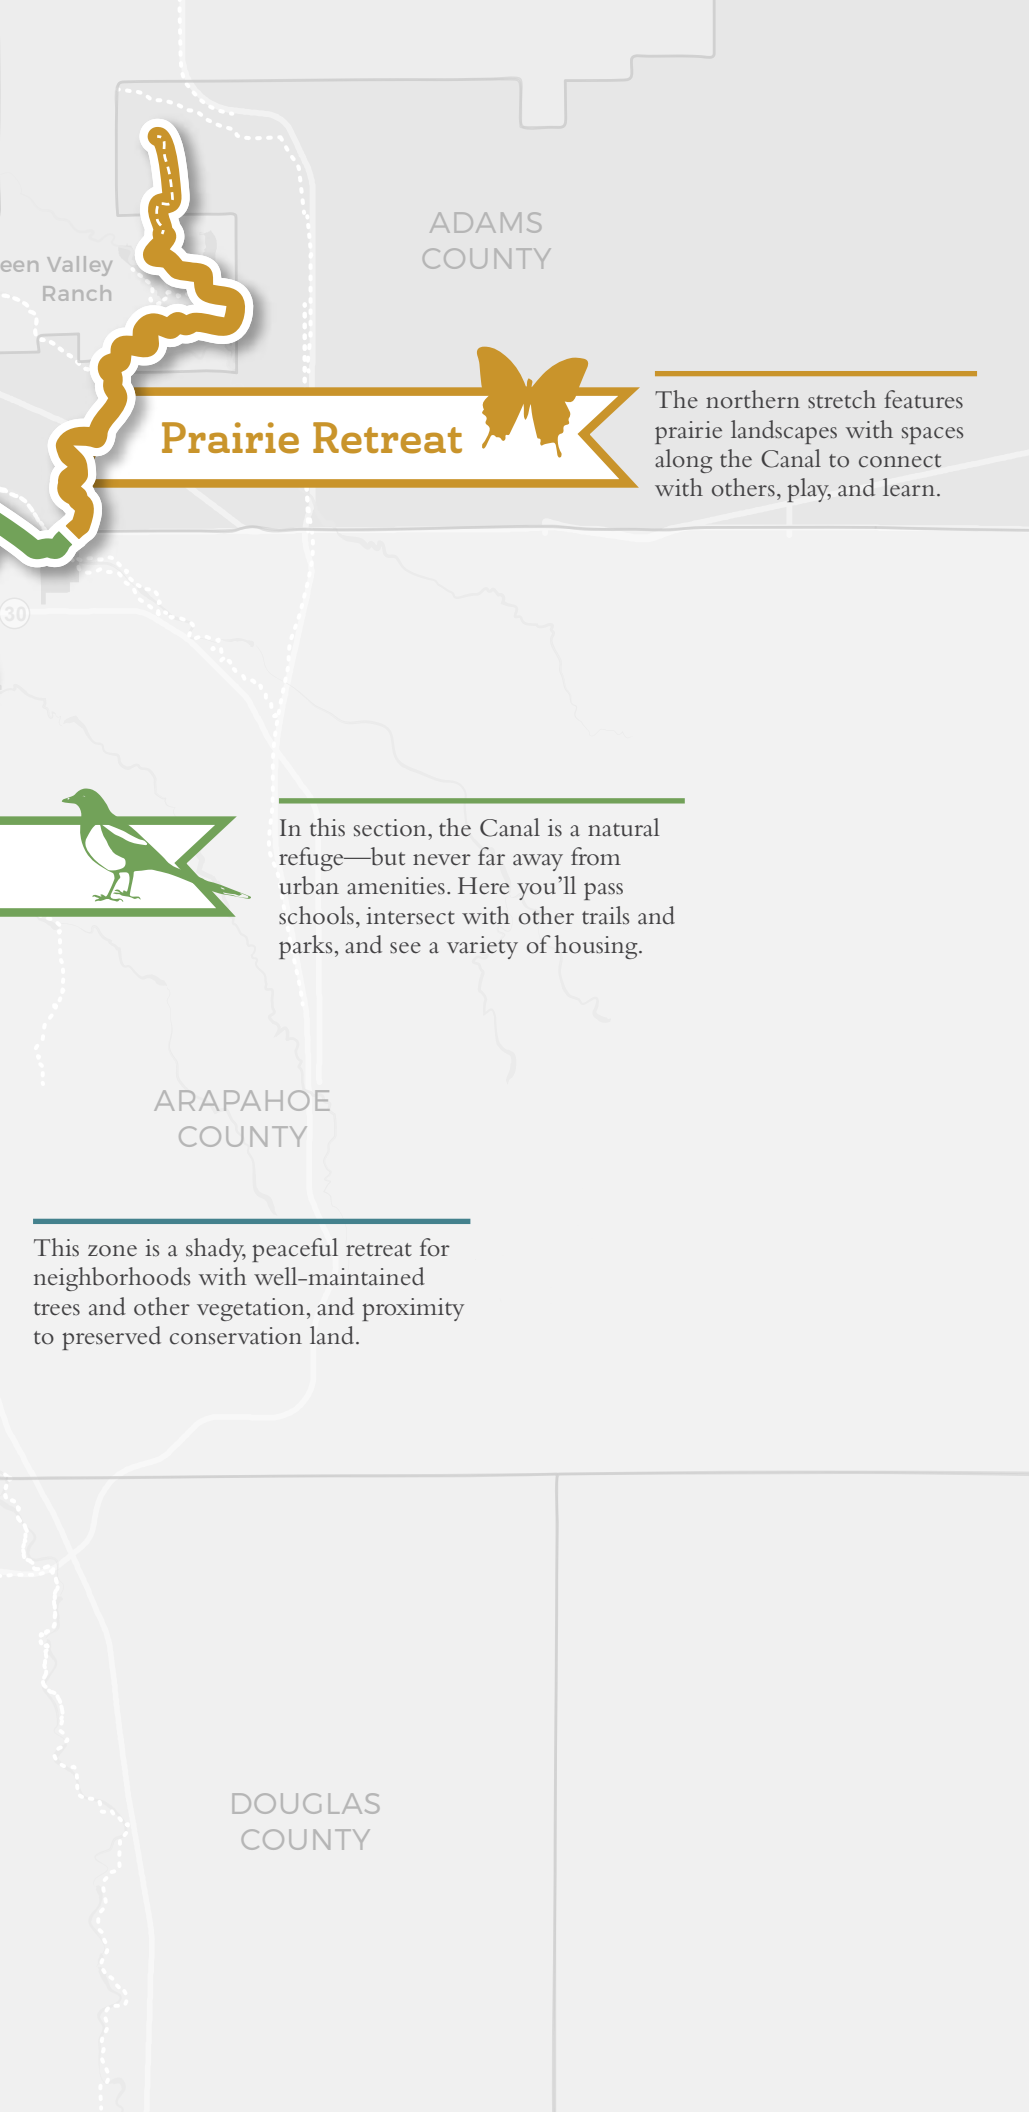 ADAMS
COUNTY
Valley
Ranch
Prairie Retreat
The northern stretch features
prairie landscapes with spaces
along the Canal to connect
with others, play, and learn.
30
In this section, the Canal is a natural
refuge—but never far away from
urban amenities. Here you’ll pass
schools, intersect with other trails and
parks, and see a variety of housing.
ARAPAHOE
COUNTY
This zone is a shady, peaceful retreat for
neighborhoods with well-maintained
trees and other vegetation, and proximity
to preserved conservation land.
DOUGLAS
COUNTY